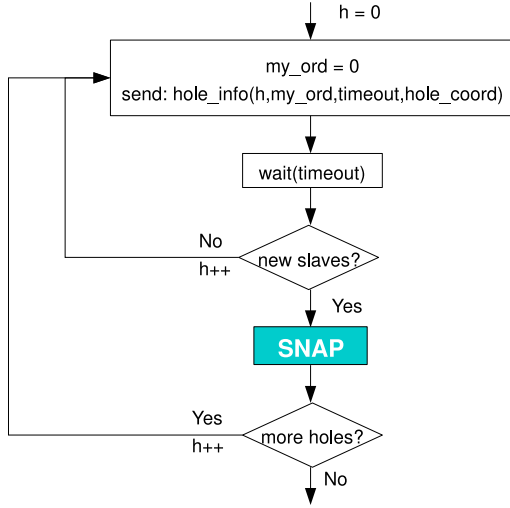 h = 0
my_ord = 0
send: hole_info(h,my_ord,timeout,hole_coord)
wait(timeout)
No
h++
new slaves?
Yes
SNAP
Yes
h++
more holes?
No